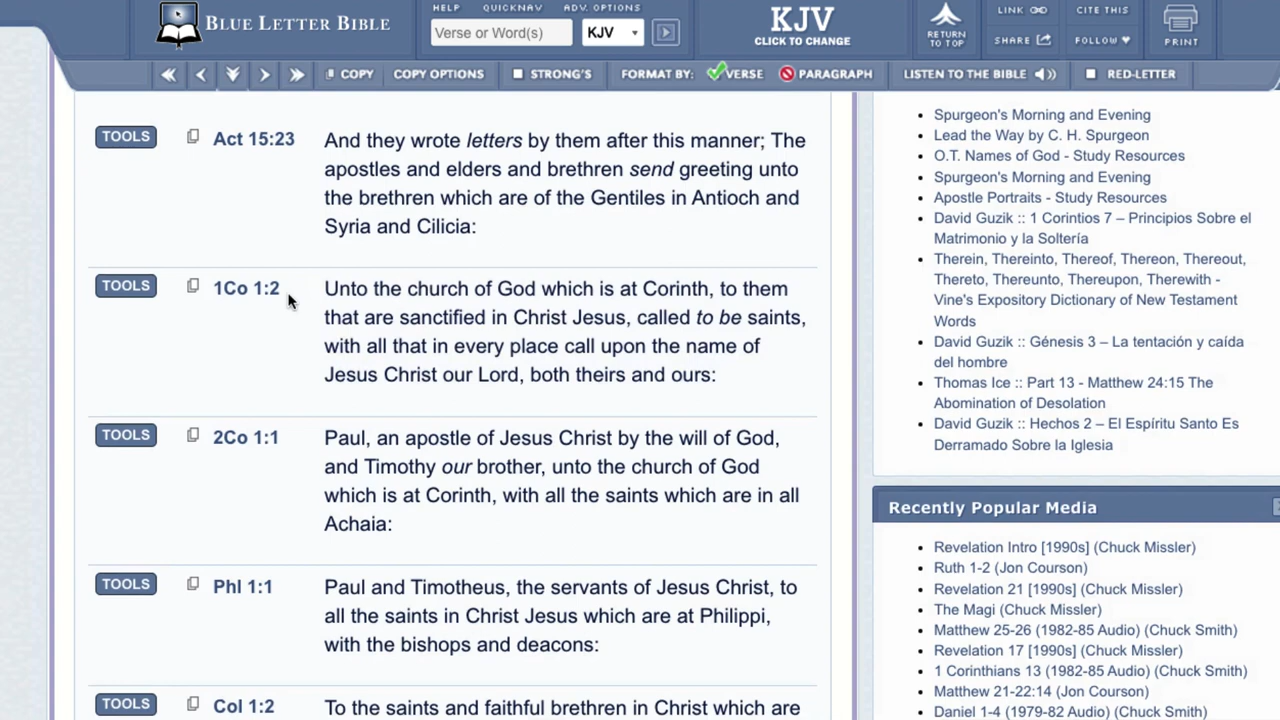 BLUE LETTER BIBLE
HELP QUICKNAV ADV. OPTIONS
Verse or Word(s)
KJV
KJV
CLICK TO CHANGE
RETURN
TO TOP
LINK
SHARE
CITE THIS
FOLLOW
PRINT
COPY
COPY OPTIONS
STRONG'S
FORMAT BY: VERSE PARAGRAPH
LISTEN TO THE BIBLE
RED-LETTER
TOOLS Act 15:23
And they wrote letters by them after this manner; The
apostles and elders and brethren send greeting unto
the brethren which are of the Gentiles in Antioch and
Syria and Cilicia:
TOOLS 1Co 1:2
Unto the church of God which is at Corinth, to them
that are sanctified in Christ Jesus, called to be saints,
with all that in every place call upon the name of
Jesus Christ our Lord, both theirs and ours:
TOOLS 2Co 1:1
Paul, an apostle of Jesus Christ by the will of God,
and Timothy our brother, unto the church of God
which is at Corinth, with all the saints which are in all
Achaia:
TOOLS Phl 1:1
Paul and Timotheus, the servants of Jesus Christ, to
all the saints in Christ Jesus which are at Philippi,
with the bishops and deacons:
TOOLS Col 1:2
To the saints and faithful brethren in Christ which are
Spurgeon's Morning and Evening
Lead the Way by C. H. Spurgeon
O.T. Names of God - Study Resources
Spurgeon's Morning and Evening
Apostle Portraits - Study Resources
David Guzik :: 1 Corintios 7 – Principios Sobre el
Matrimonio y la Soltería
Therein, Thereinto, Thereof, Thereon, Thereout,
Thereto, Thereunto, Thereupon, Therewith -
Vine's Expository Dictionary of New Testament
Words
David Guzik :: Génesis 3 – La tentación y caída
del hombre
Thomas Ice :: Part 13 - Matthew 24:15 The
Abomination of Desolation
David Guzik :: Hechos 2 – El Espíritu Santo Es
Derramado Sobre la Iglesia
Recently Popular Media
Revelation Intro [1990s] (Chuck Missler)
Ruth 1-2 (Jon Courson)
Revelation 21 [1990s] (Chuck Missler)
The Magi (Chuck Missler)
Matthew 25-26 (1982-85 Audio) (Chuck Smith)
Revelation 17 [1990s] (Chuck Missler)
1 Corinthians 13 (1982-85 Audio) (Chuck Smith)
Matthew 21-22:14 (Jon Courson)
Daniel 1-4 (1979-82 Audio) (Chuck Smith)